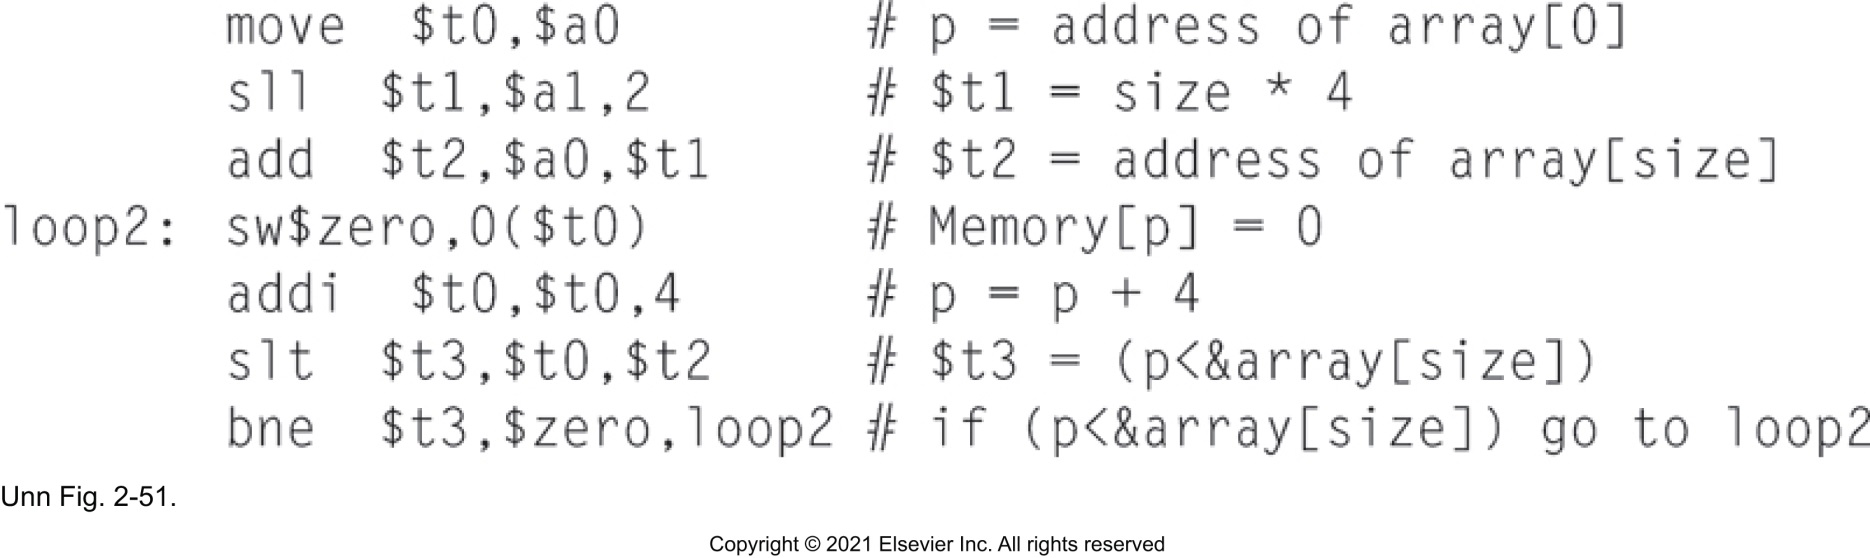 move $t0,$a0 # p = address of array[0]
sll $t1,$a1,2 # $t1 = size * 4
add $t2,$a0,$t1 # $t2 = address of array[size]
loop2: sw$zero,0($t0) # Memory[p] = 0
addi $t0,$t0,4 # p = p + 4
slt $t3,$t0,$t2 # $t3 = (p<&array[size])
bne $t3,$zero,loop2 # if (p<&array[size]) go to loop2
Unn Fig. 2-51.
Copyright © 2021 Elsevier Inc. All rights reserved